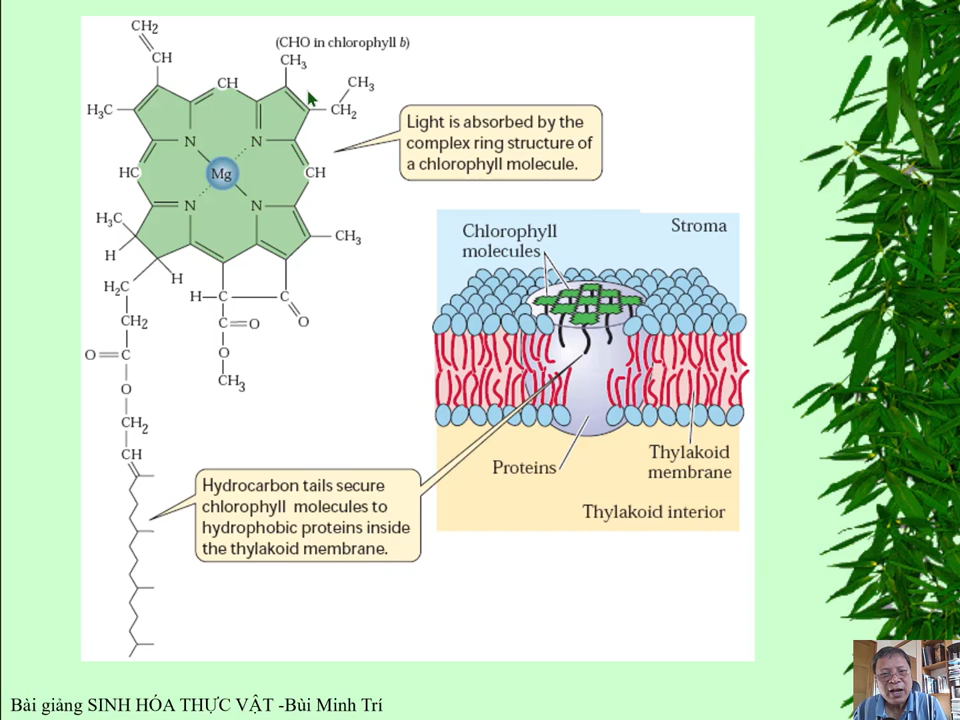 CH2
CH
(CHO in chlorophyll b)
CH3
CH
CH3
H3C
CH2
N
N
Light is absorbed by the
complex ring structure of
a chlorophyll molecule.
HC
Mg
CH
N
N
H3C
CH3
H
H
H2C
H–C
C
O
CH2
C=O
O=C
O
O
CH3
CH2
CH
Chlorophyll
molecules
Stroma
Proteins
Thylakoid
membrane
Thylakoid interior
Hydrocarbon tails secure
chlorophyll molecules to
hydrophobic proteins inside
the thylakoid membrane.
Bài giảng SINH HÓA THỰC VẬT -Bùi Minh Trí